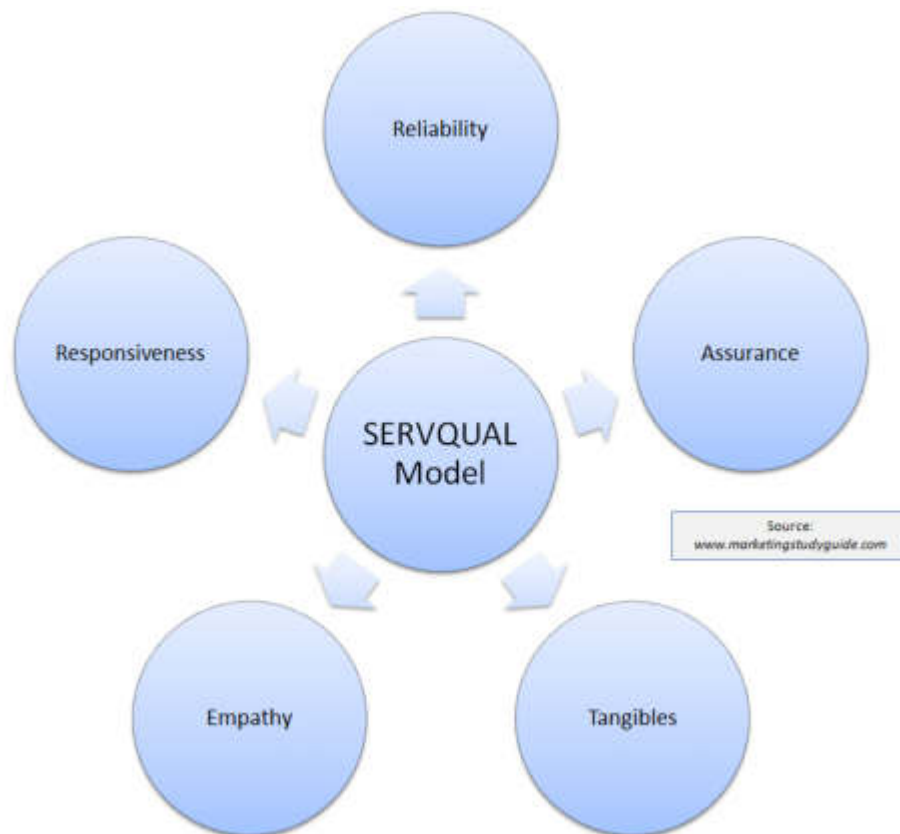 Reliability
Responsiveness
Assurance
SERVQUAL
Model
Source:
www.marketingstudyguide.com
Empathy
Tangibles